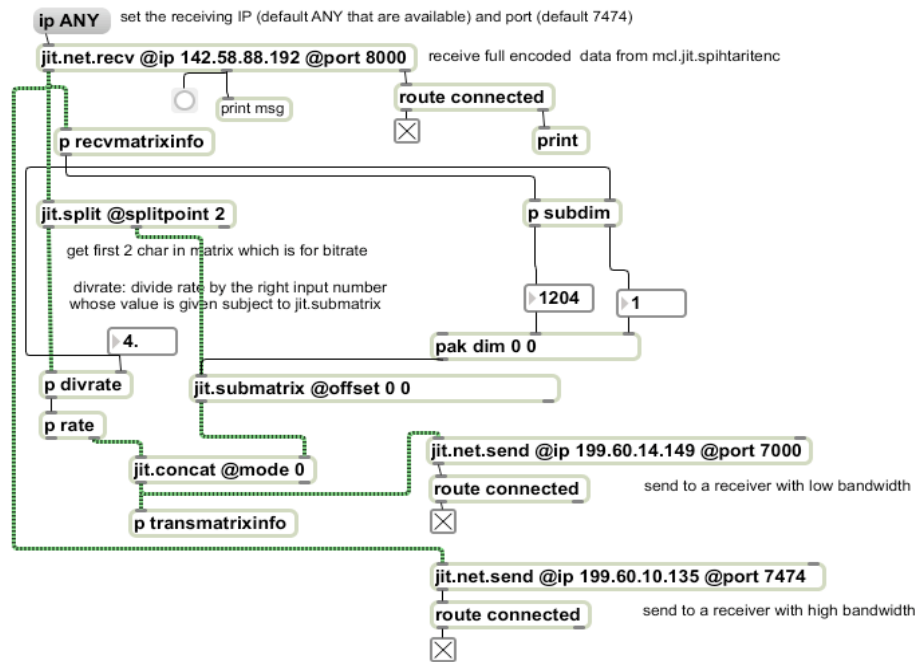 ip ANY set the receiving IP (default ANY that are available) and port (default 7474)
jit.net.recv @ip 142.58.88.192 @port 8000 receive full encoded data from mcl.jit.spihtaritenc
print msg
route connected
p recvmatrixinfo
print
jit.split @splitpoint 2
p subdim
get first 2 char in matrix which is for bitrate
divrate: divide rate by the right input number
whose value is given subject to jit.submatrix
1204
1
4.
pak dim 0 0
p divrate
jit.submatrix @offset 0 0
p rate
jit.net.send @ip 199.60.14.149 @port 7000
jit.concat @mode 0
route connected send to a receiver with low bandwidth
p transmatrixinfo
jit.net.send @ip 199.60.10.135 @port 7474
route connected send to a receiver with high bandwidth